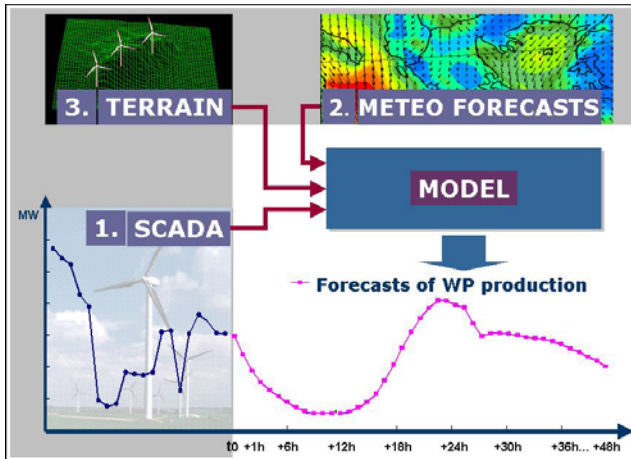 3. TERRAIN
2. METEO FORECASTS
MODEL
MW
1. SCADA
Forecasts of WP production
t0 +1h +6h +12h +18h +24h +30h +36h... +48h